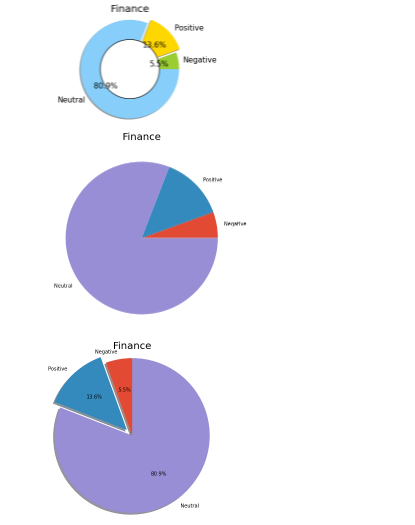 Finance
Positive
13.6%
5.5%
Negative
80.9%
Neutral
Finance
Positive
Negative
Neutral
Finance
Negative
Positive
5.5%
13.6%
80.9%
Neutral